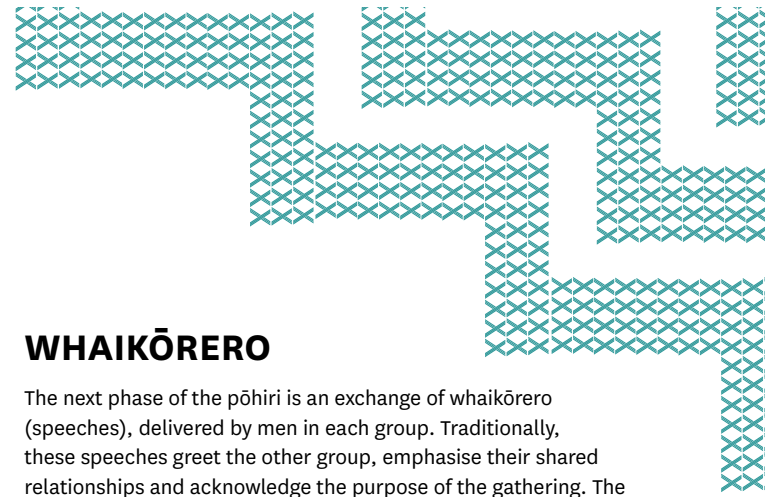 WHAIKŌRERO
The next phase of the pōhiri is an exchange of whaikōrero
(speeches), delivered by men in each group. Traditionally,
these speeches greet the other group, emphasise their shared
relationships and acknowledge the purpose of the gathering. The